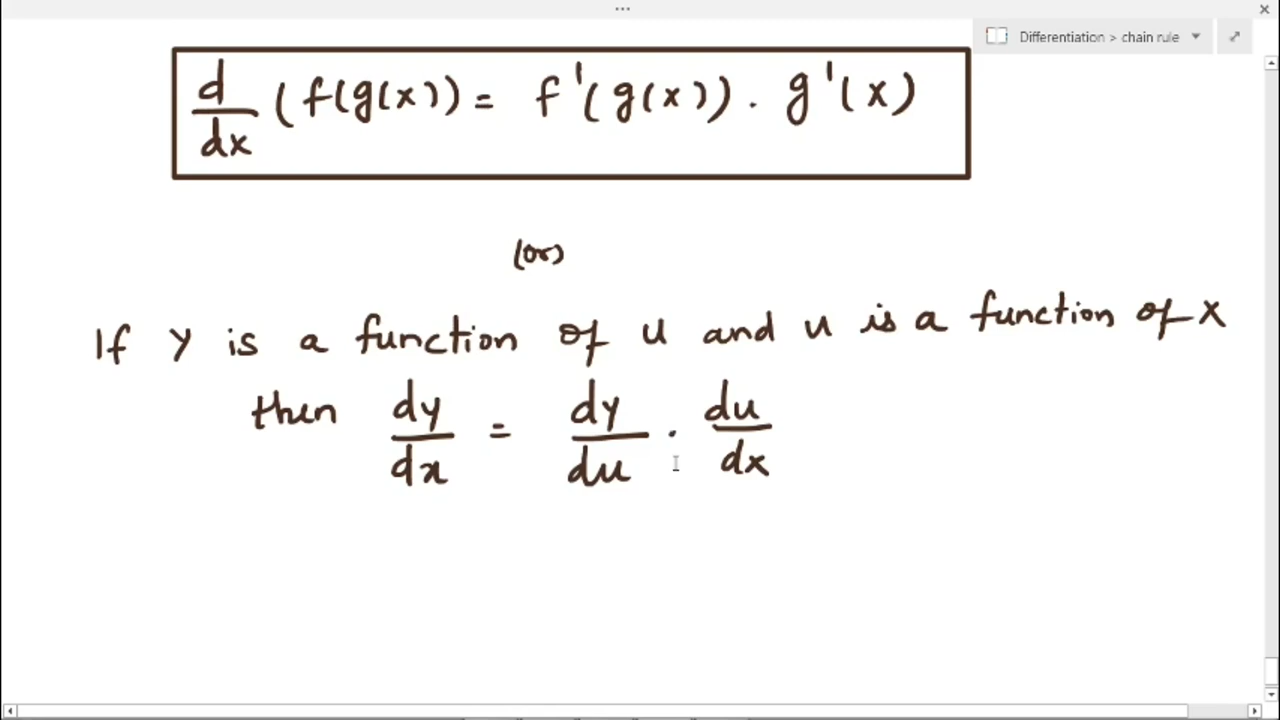 ...
Differentiation > chain rule
d/dx (f(g(x)) = f'(g(x)) . g'(x)
(or)
If y is a function of u and u is a function of x
then dy/dx = dy/du . du/dx